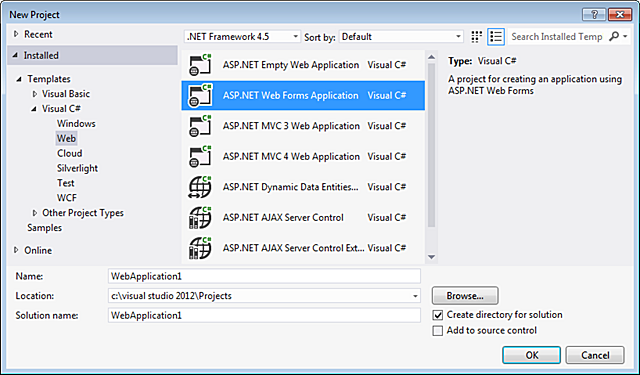 New Project
Recent
.NET Framework 4.5
Sort by:
Default
Search Installed Temp
Installed
Templates
Visual Basic
Visual C#
Windows
Web
Cloud
Silverlight
Test
WCF
Other Project Types
Samples
Online
ASP.NET Empty Web Application Visual C#
ASP.NET Web Forms Application Visual C#
ASP.NET MVC 3 Web Application Visual C#
ASP.NET MVC 4 Web Application Visual C#
ASP.NET Dynamic Data Entities... Visual C#
ASP.NET AJAX Server Control Visual C#
ASP.NET AJAX Server Control Ext... Visual C#
Type: Visual C#
A project for creating an application using
ASP.NET Web Forms
Name: WebApplication1
Location: c:\visual studio 2012\Projects
Browse...
Solution name: WebApplication1
Create directory for solution
Add to source control
OK
Cancel